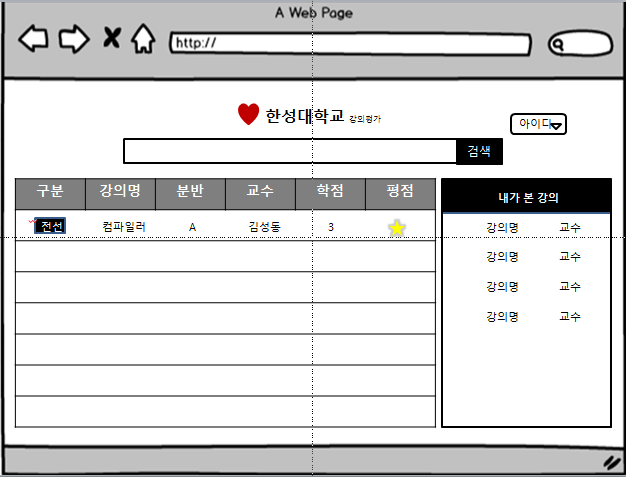 A Web Page
http://
한성대학교 강의평가
아이디
검색
구분 강의명 분반 교수 학점 평점
전선 컴파일러 A 김성동 3
내가 본 강의
강의명 교수
강의명 교수
강의명 교수
강의명 교수